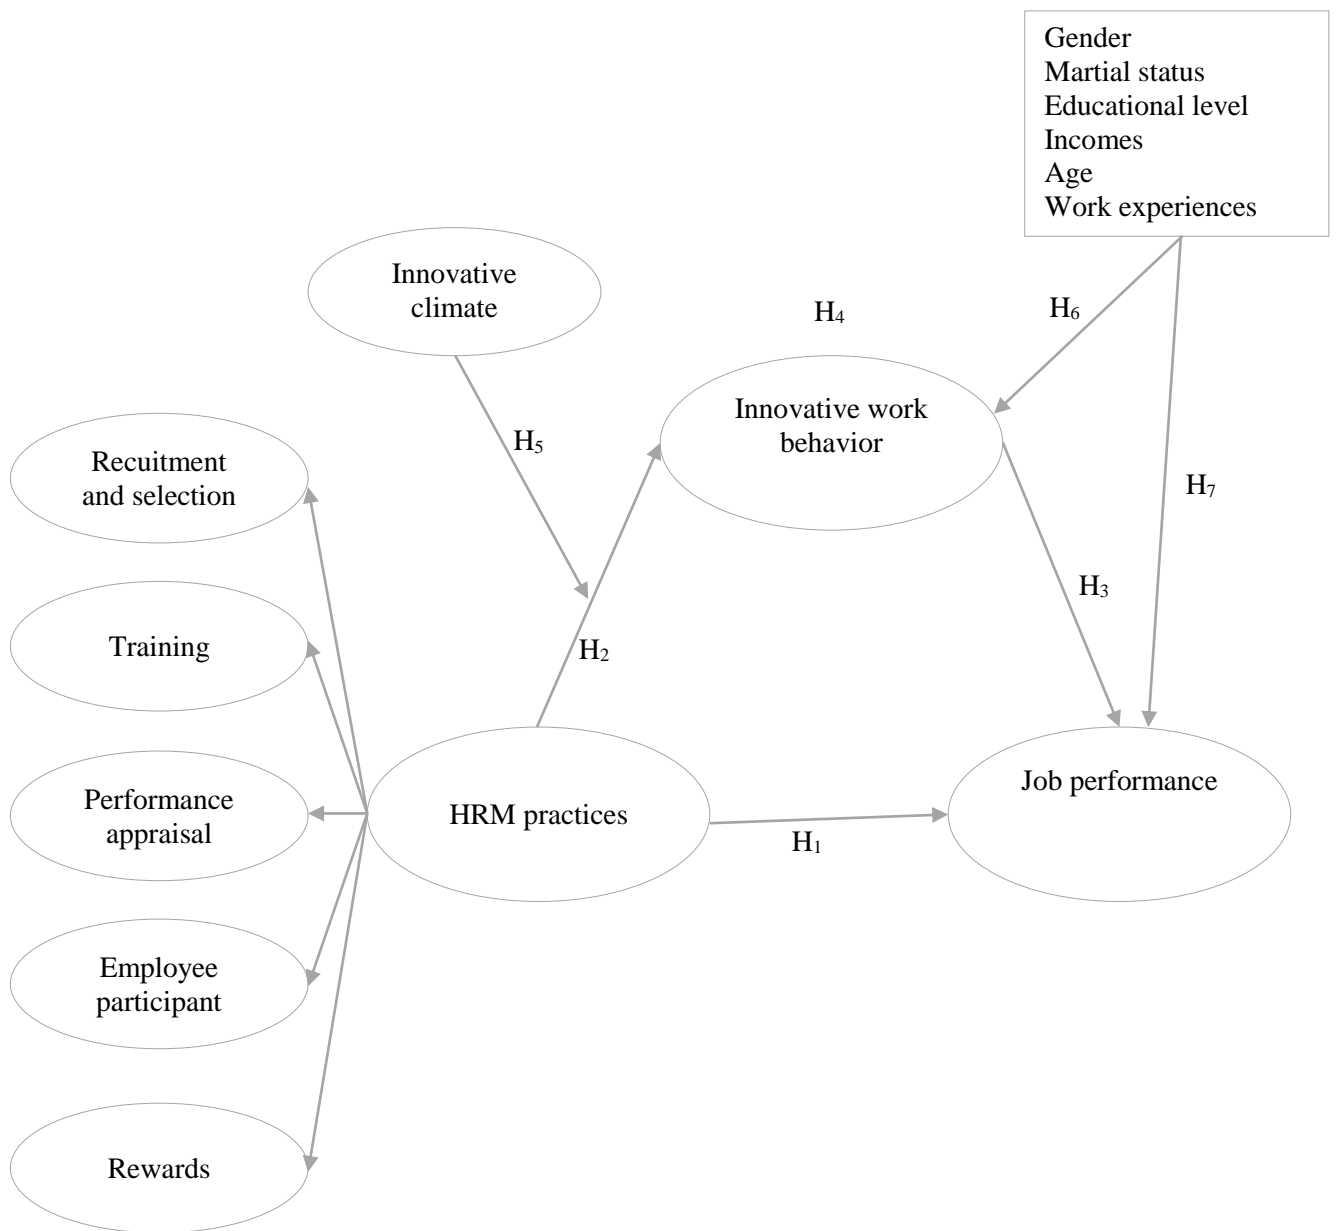 Gender
Martial status
Educational level
Incomes
Age
Work experiences
Innovative
climate
H₄
H₆
Innovative work
behavior
H₅
Recuitment
and selection
H₇
H₃
Training
H₂
Performance
appraisal
HRM practices
Job performance
H₁
Employee
participant
Rewards